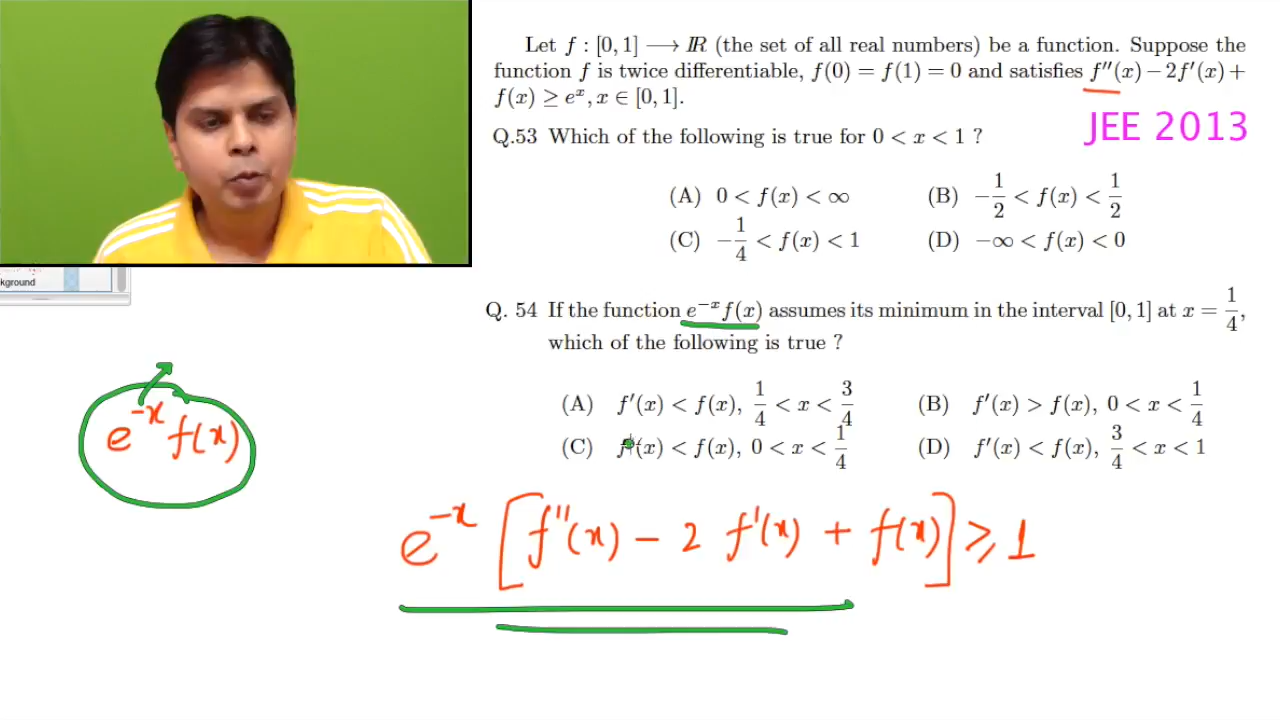 Let f : [0, 1] ⟶ ℝ (the set of all real numbers) be a function. Suppose the
function f is twice differentiable, f(0) = f(1) = 0 and satisfies f″(x) − 2f′(x)+
f(x) ≥ eˣ, x ∈ [0, 1].
JEE 2013
Q.53 Which of the following is true for 0 < x < 1 ?
(A) 0 < f(x) < ∞ (B) −1/2 < f(x) < 1/2
(C) −1/4 < f(x) < 1 (D) −∞ < f(x) < 0
kground
Q. 54 If the function e⁻ˣ f(x) assumes its minimum in the interval [0, 1] at x = 1/4,
which of the following is true ?
(A) f′(x) < f(x), 1/4 < x < 3/4 (B) f′(x) > f(x), 0 < x < 1/4
(C) f′(x) < f(x), 0 < x < 1/4 (D) f′(x) < f(x), 3/4 < x < 1
e⁻ˣ f(x)
e⁻ˣ [f″(x) − 2 f′(x) + f(x)] ≥ 1